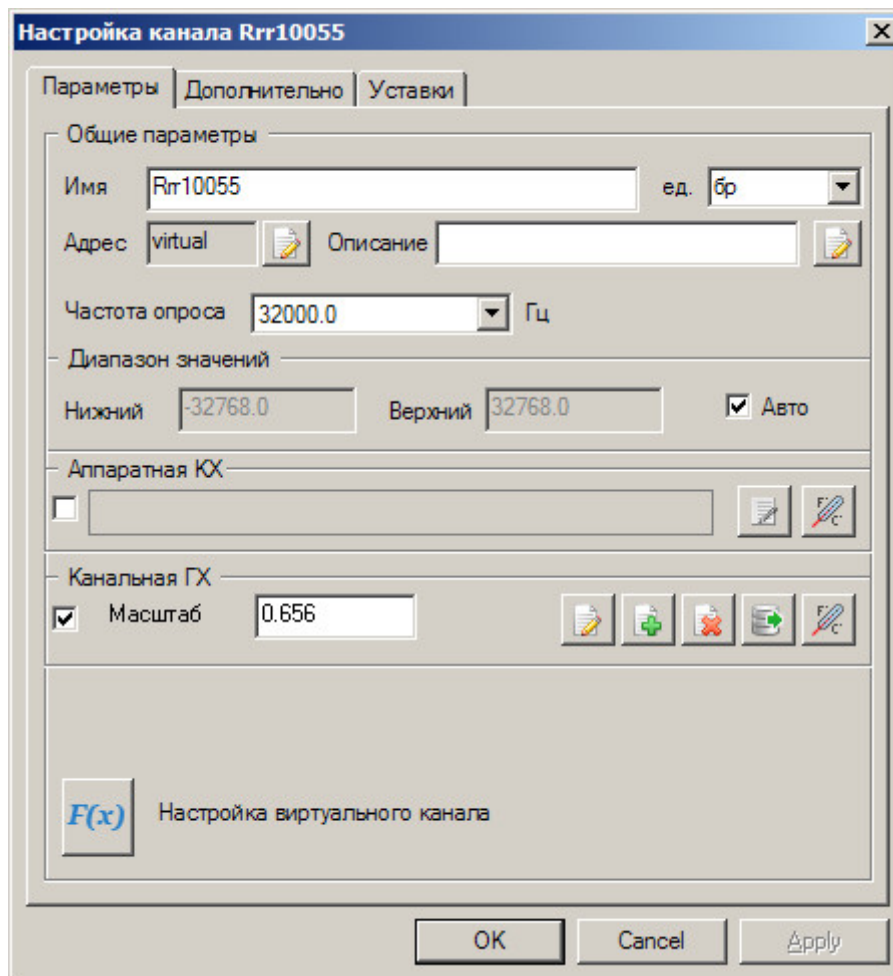 Настройка канала Rrr10055
Параметры Дополнительно Уставки
Общие параметры
Имя Rrr10055 ед. бр
Адрес virtual Описание
Частота опроса 32000.0 Гц
Диапазон значений
Нижний -32768.0 Верхний 32768.0 Авто
Аппаратная КХ
F° C°
Канальная ГХ
Масштаб 0.656
F° C°
F(x) Настройка виртуального канала
OK Cancel Apply